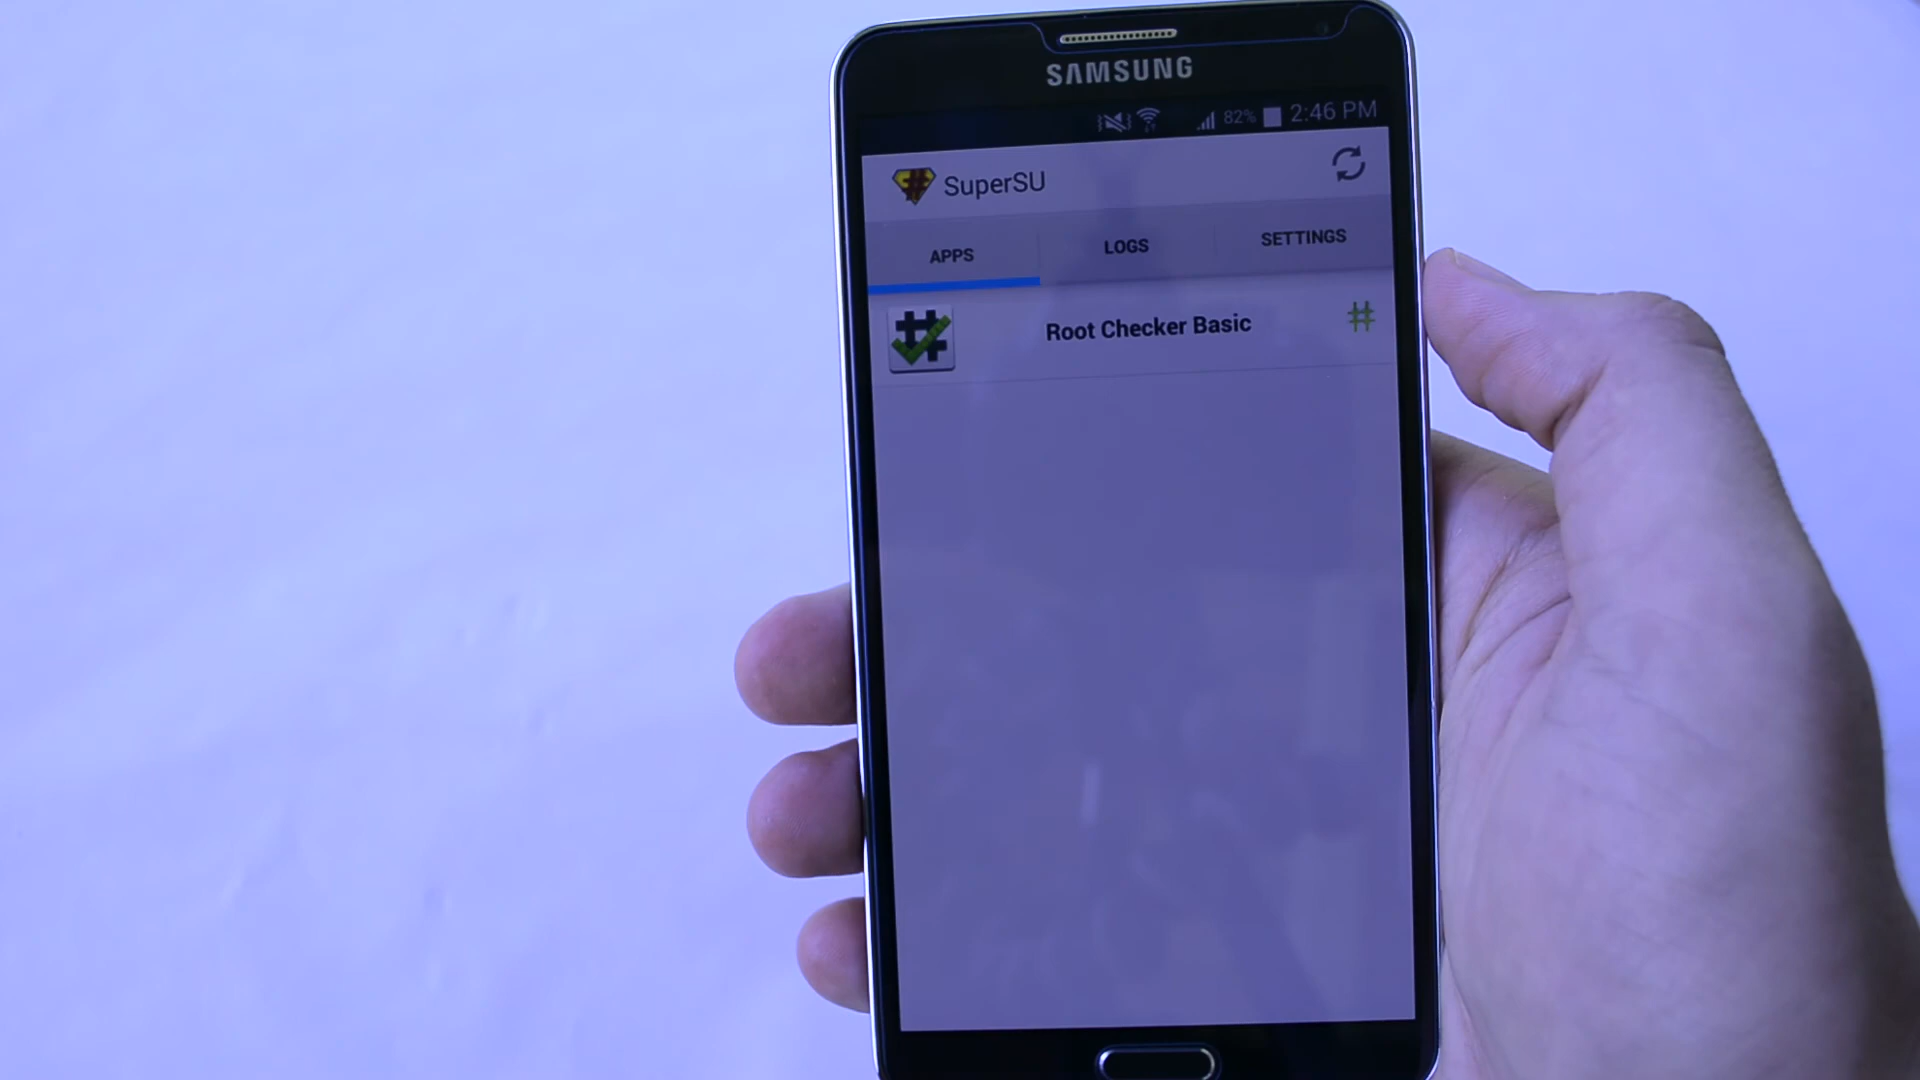 SAMSUNG
82% 2:46 PM
SuperSU
APPS LOGS SETTINGS
Root Checker Basic #